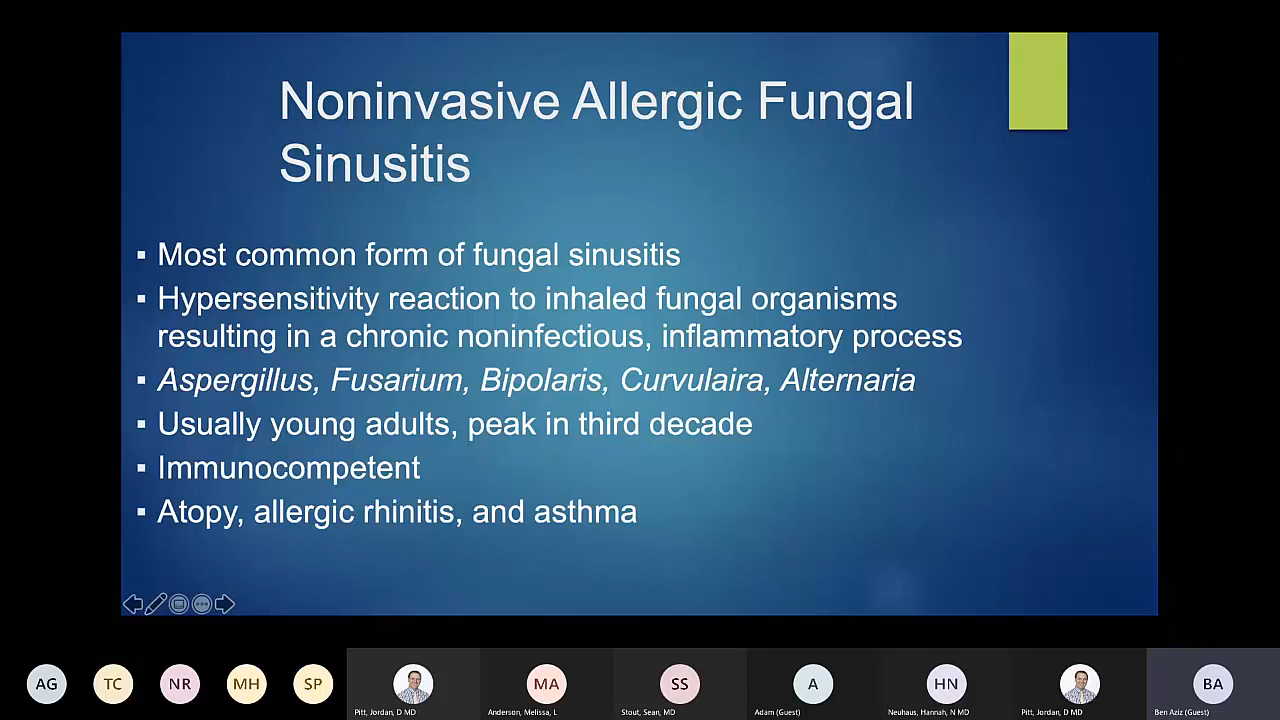 Noninvasive Allergic Fungal
Sinusitis
▪ Most common form of fungal sinusitis
▪ Hypersensitivity reaction to inhaled fungal organisms
resulting in a chronic noninfectious, inflammatory process
▪ Aspergillus, Fusarium, Bipolaris, Curvulaira, Alternaria
▪ Usually young adults, peak in third decade
▪ Immunocompetent
▪ Atopy, allergic rhinitis, and asthma
AG TC NR MH SP MA SS A HN BA
Pitt, Jordan, D MD Anderson, Melissa, L Stout, Sean, MD Adam (Guest) Neuhaus, Hannah, N MD Pitt, Jordan, D MD Ben Aziz (Guest)